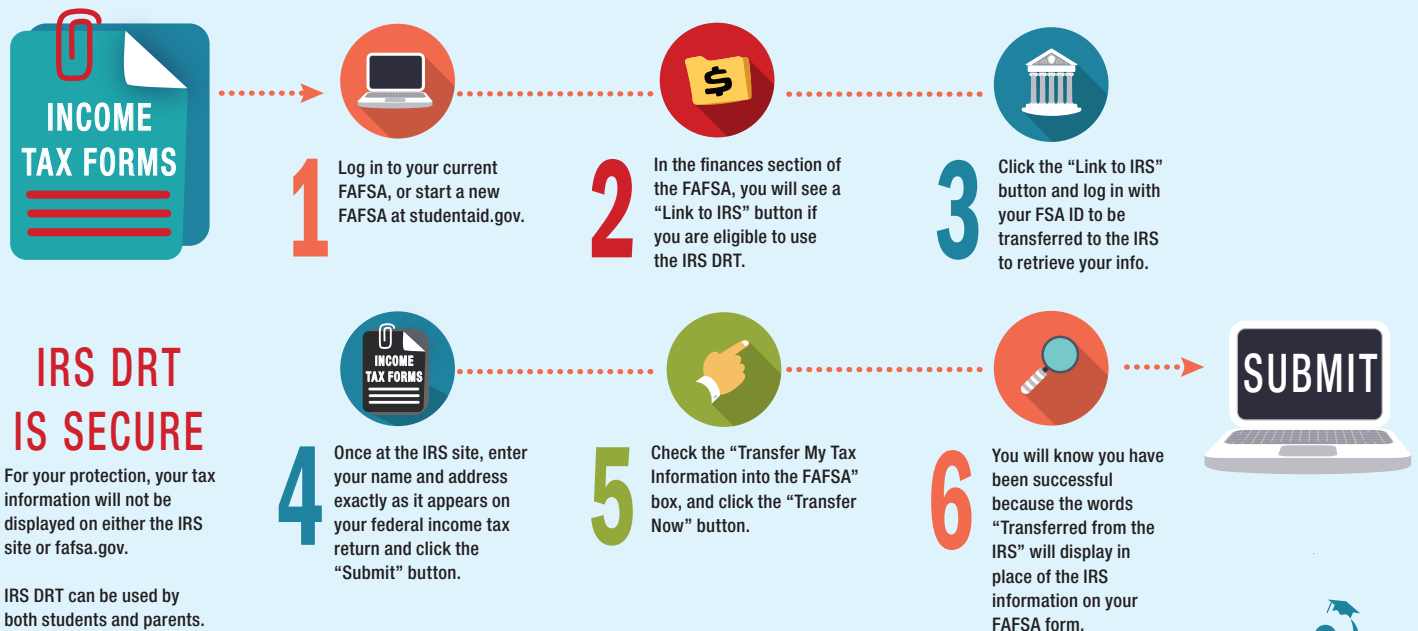 INCOME
TAX FORMS
1
Log in to your current
FAFSA, or start a new
FAFSA at studentaid.gov.
2
In the finances section of
the FAFSA, you will see a
“Link to IRS” button if
you are eligible to use
the IRS DRT.
3
Click the “Link to IRS”
button and log in with
your FSA ID to be
transferred to the IRS
to retrieve your info.
IRS DRT
IS SECURE
For your protection, your tax
information will not be
displayed on either the IRS
site or fafsa.gov.
IRS DRT can be used by
both students and parents.
INCOME
TAX FORMS
4
Once at the IRS site, enter
your name and address
exactly as it appears on
your federal income tax
return and click the
“Submit” button.
5
Check the “Transfer My Tax
Information into the FAFSA”
box, and click the “Transfer
Now” button.
6
You will know you have
been successful
because the words
“Transferred from the
IRS” will display in
place of the IRS
information on your
FAFSA form.
SUBMIT